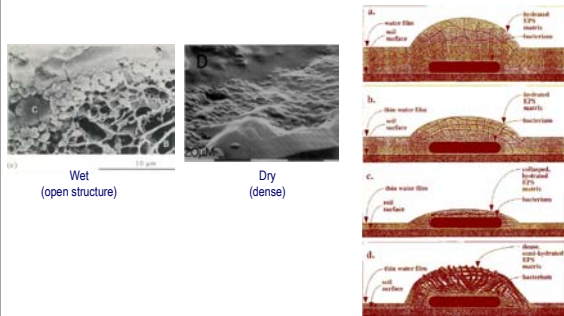 C
(c)
10 µm
Wet
(open structure)
D
20µM
Dry
(dense)
a.
water film
soil
surface
hydrated
EPS
matrix
bacterium
b.
thin water film
soil
surface
hydrated
EPS
matrix
bacterium
c.
thin water film
soil
surface
collapsed,
hydrated
EPS
matrix
bacterium
d.
thin water film
soil
surface
dense,
semi-hydrated
EPS
matrix
bacterium